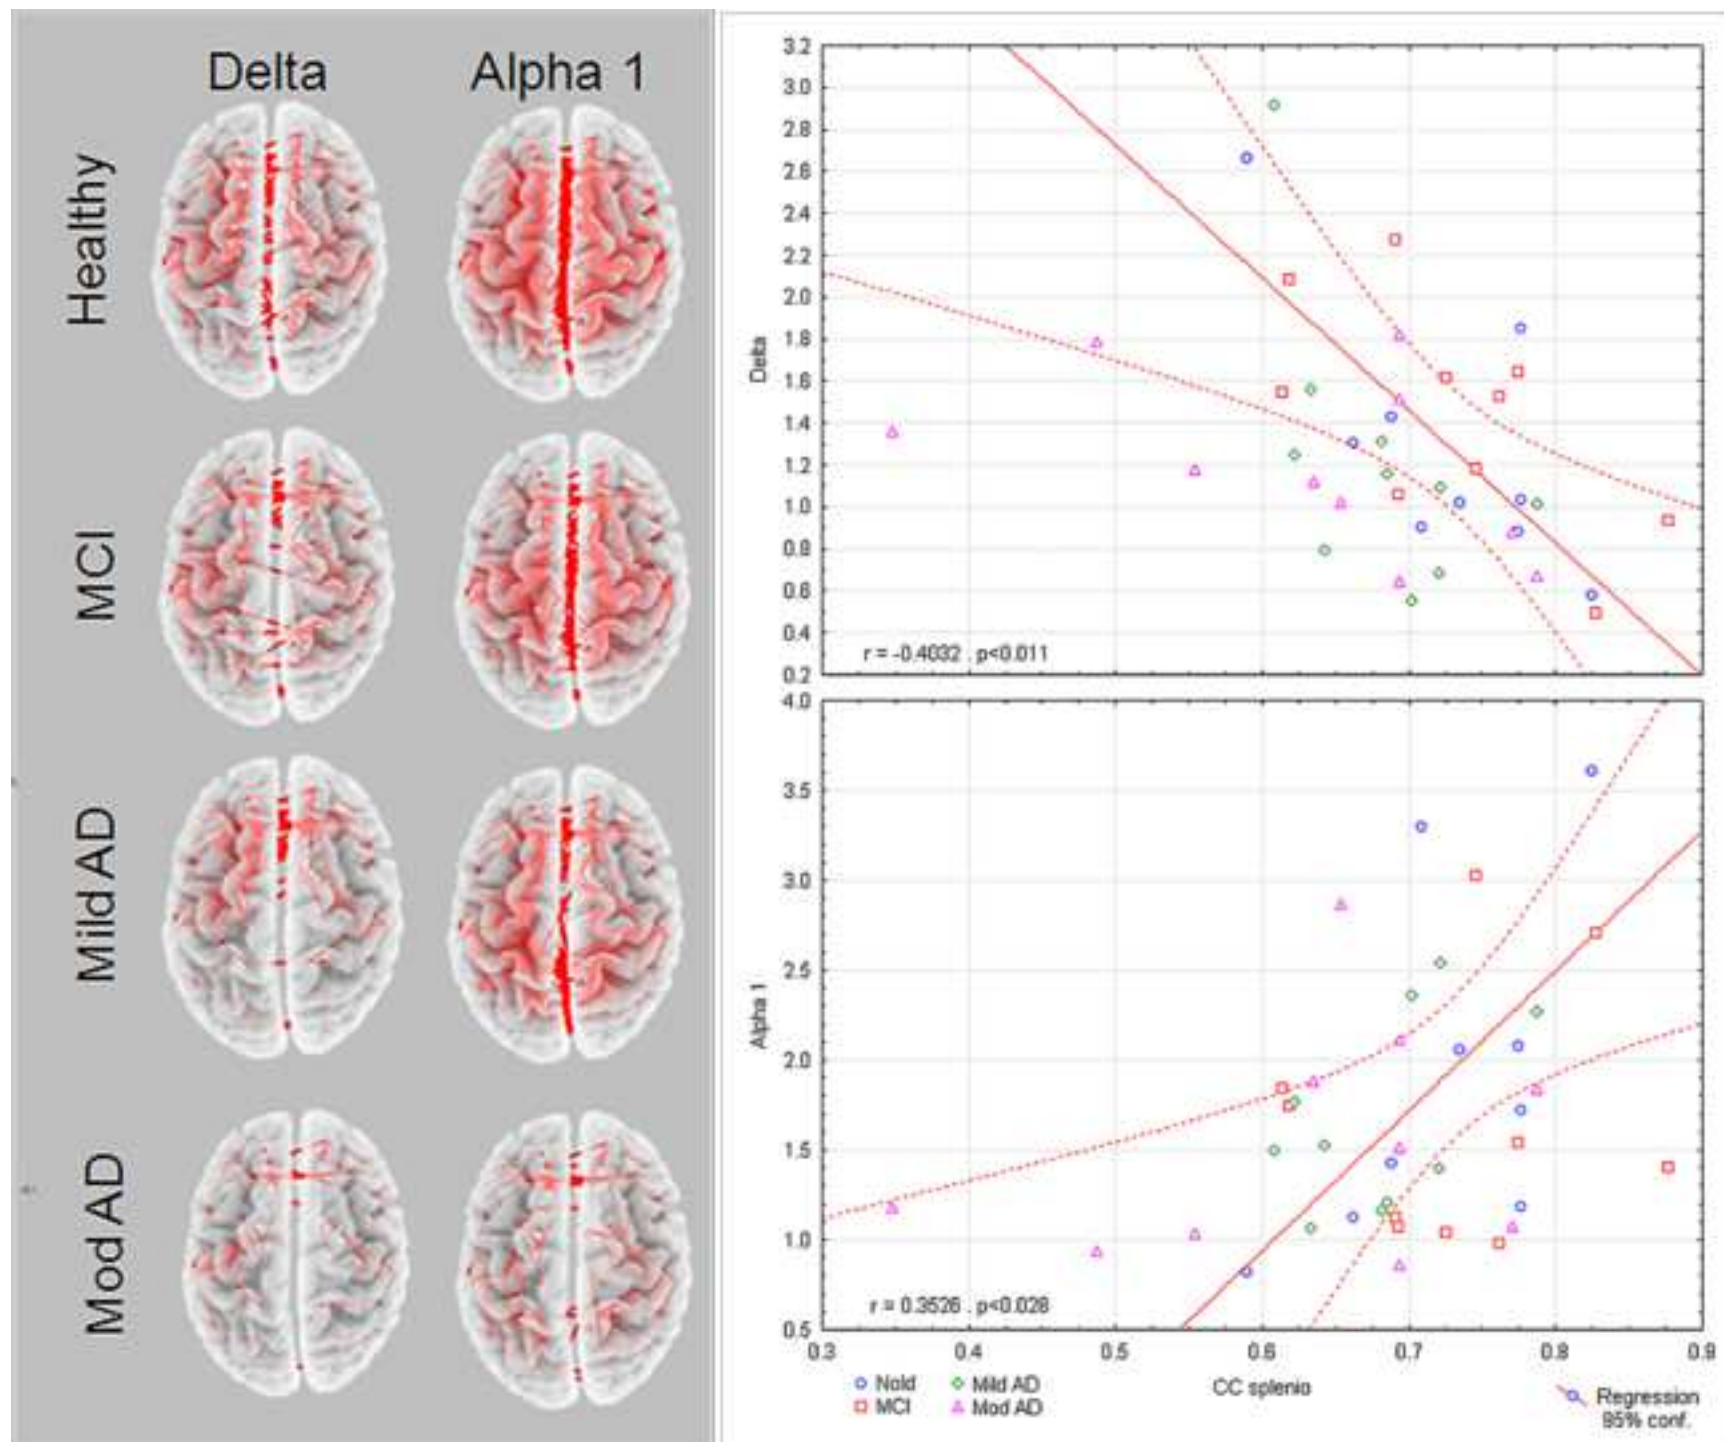 Delta Alpha 1
Healthy
MCI
Mild AD
Mod AD
3.2
3.0
2.8
2.6
2.4
2.2
2.0
1.8
1.6
1.4
1.2
1.0
0.8
0.6
0.4
0.2
Delta
r = -0.4032 . p<0.011
4.0
3.5
3.0
2.5
2.0
1.5
1.0
0.5
Alpha 1
r = 0.3526 . p<0.028
0.3 0.4 0.5 0.6 0.7 0.8 0.9
CC splenio
Nold Mild AD
MCI Mod AD
Regression
95% conf.